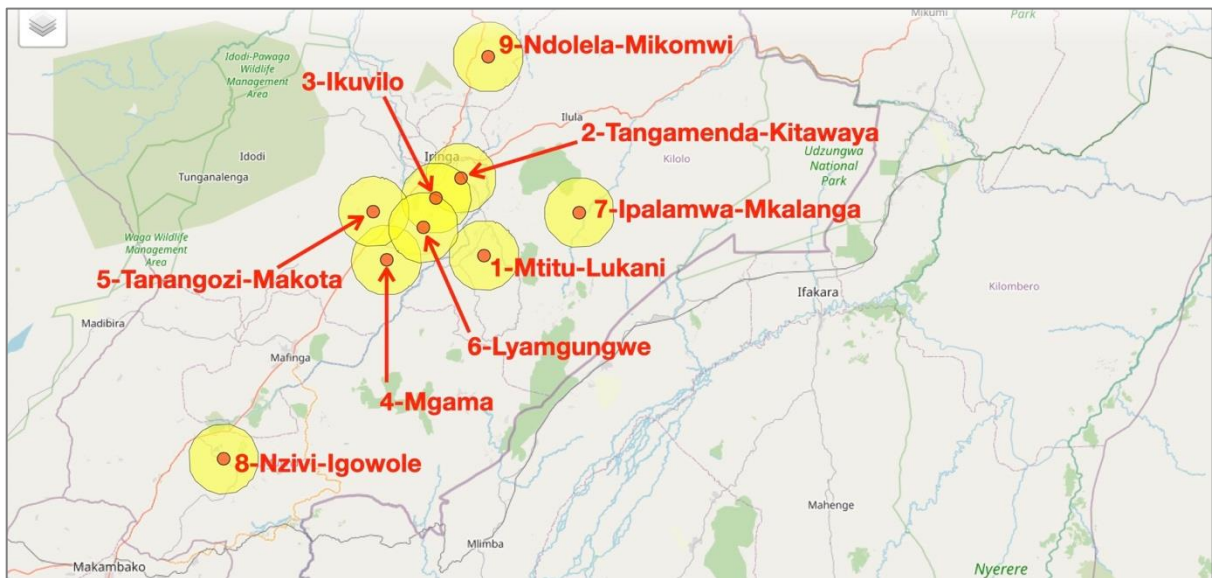 Mikumi
Park
9-Ndolela-Mikomwi
Idodi-Pawaga
Wildlife
Management
Area
3-Ikuvilo
Ilula
2-Tangamenda-Kitawaya
Iringa
Idodi
Kilolo
Udzungwa
National
Park
Tunganalenga
7-Ipalamwa-Mkalanga
Waga Wildlife
Management
Area
5-Tanangozi-Makota
1-Mtitu-Lukani
Ifakara
Kilombero
Madibira
6-Lyamgungwe
Mafinga
4-Mgama
8-Nzivi-Igowole
Mahenge
Mlimba
Makambako
Nyerere